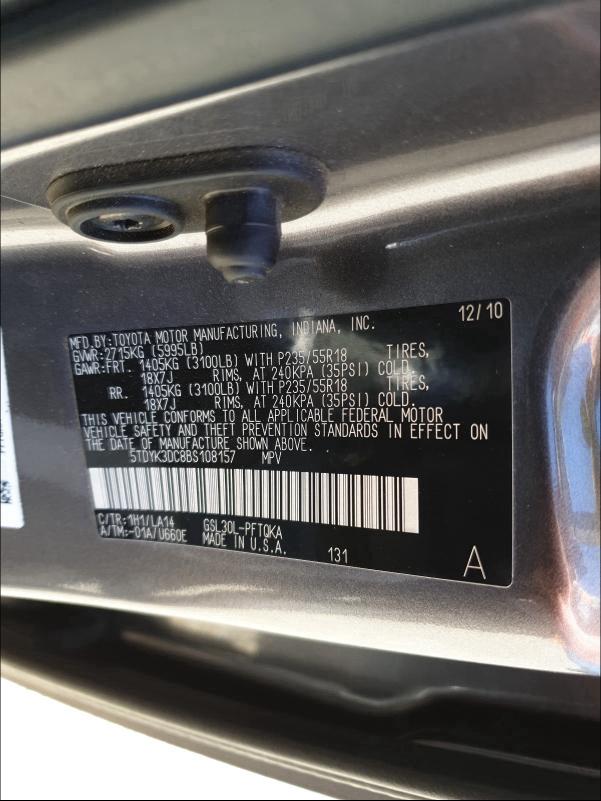 12/10
MFD.BY:TOYOTA MOTOR MANUFACTURING, INDIANA, INC.
GVWR:2715KG (5995LB)
GAWR:FRT. 1405KG (3100LB) WITH P235/55R18 TIRES,
18X7J RIMS, AT 240KPA (35PSI) COLD.
RR. 1405KG (3100LB) WITH P235/55R18 TIRES,
18X7J RIMS, AT 240KPA (35PSI) COLD.
THIS VEHICLE CONFORMS TO ALL APPLICABLE FEDERAL MOTOR
VEHICLE SAFETY AND THEFT PREVENTION STANDARDS IN EFFECT ON
THE DATE OF MANUFACTURE SHOWN ABOVE.
5TDYK3DC8BS108157 MPV
C/TR:1H1/LA14 GSL30L-PFTQKA
A/TM:-01A/U660E MADE IN U.S.A. 131 A